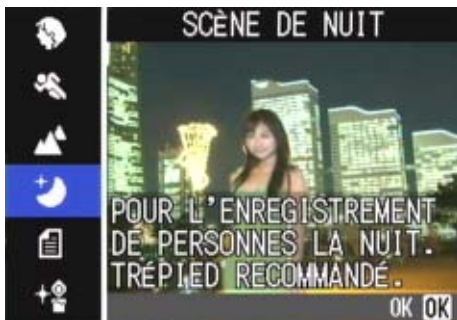 SCÈNE DE NUIT
POUR L'ENREGISTREMENT
DE PERSONNES LA NUIT.
TRÉPIED RECOMMANDÉ.
OK OK